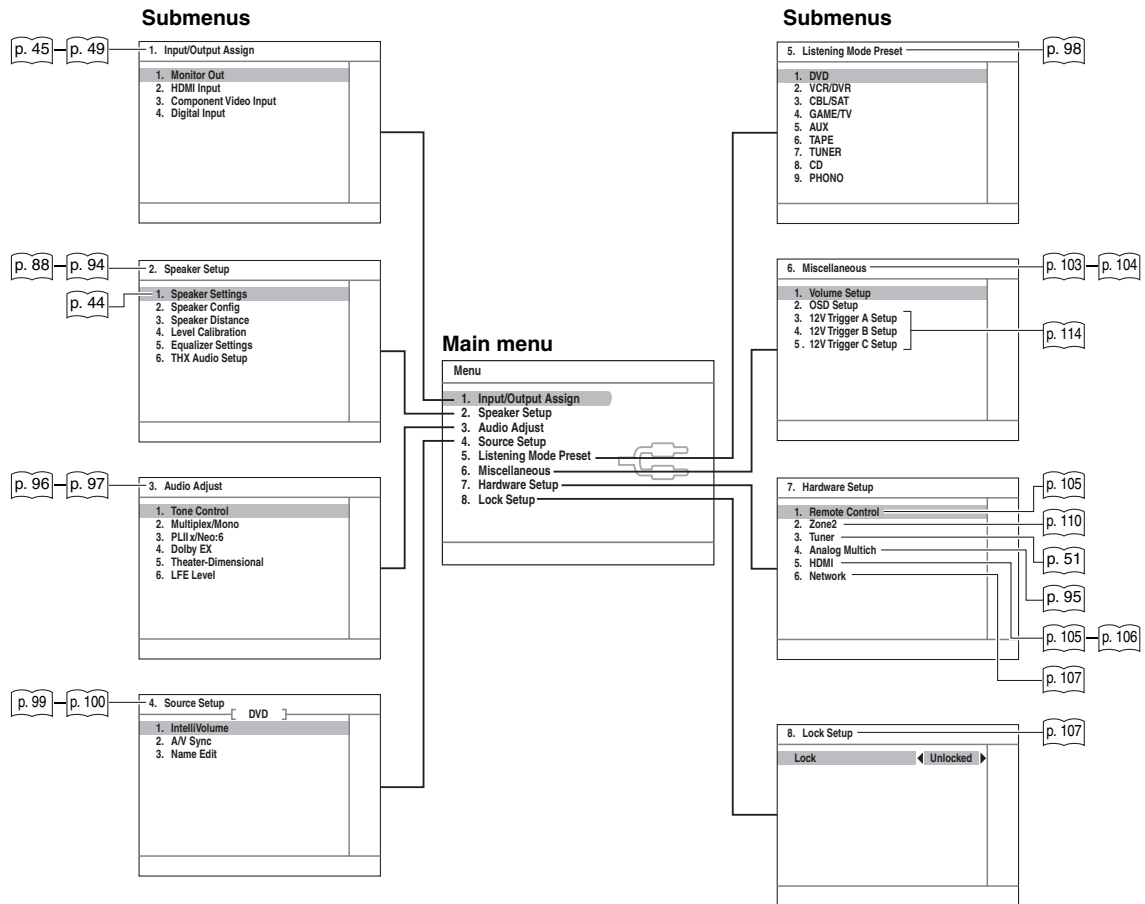 Submenus
p. 45 p. 49
1. Input/Output Assign
1. Monitor Out
2. HDMI Input
3. Component Video Input
4. Digital Input
p. 88 p. 94
2. Speaker Setup
p. 44
1. Speaker Settings
2. Speaker Config
3. Speaker Distance
4. Level Calibration
5. Equalizer Settings
6. THX Audio Setup
p. 96 p. 97
3. Audio Adjust
1. Tone Control
2. Multiplex/Mono
3. PLII x/Neo:6
4. Dolby EX
5. Theater-Dimensional
6. LFE Level
p. 99 p. 100
4. Source Setup
DVD
1. IntelliVolume
2. A/V Sync
3. Name Edit
Main menu
Menu
1. Input/Output Assign
2. Speaker Setup
3. Audio Adjust
4. Source Setup
5. Listening Mode Preset
6. Miscellaneous
7. Hardware Setup
8. Lock Setup
Submenus
5. Listening Mode Preset
p. 98
1. DVD
2. VCR/DVR
3. CBL/SAT
4. GAME/TV
5. AUX
6. TAPE
7. TUNER
8. CD
9. PHONO
6. Miscellaneous
p. 103 p. 104
1. Volume Setup
2. OSD Setup
3. 12V Trigger A Setup
4. 12V Trigger B Setup
5 . 12V Trigger C Setup
p. 114
7. Hardware Setup
1. Remote Control
2. Zone2
3. Tuner
4. Analog Multich
5. HDMI
6. Network
p. 105
p. 110
p. 51
p. 95
p. 105 p. 106
p. 107
8. Lock Setup
p. 107
Lock Unlocked